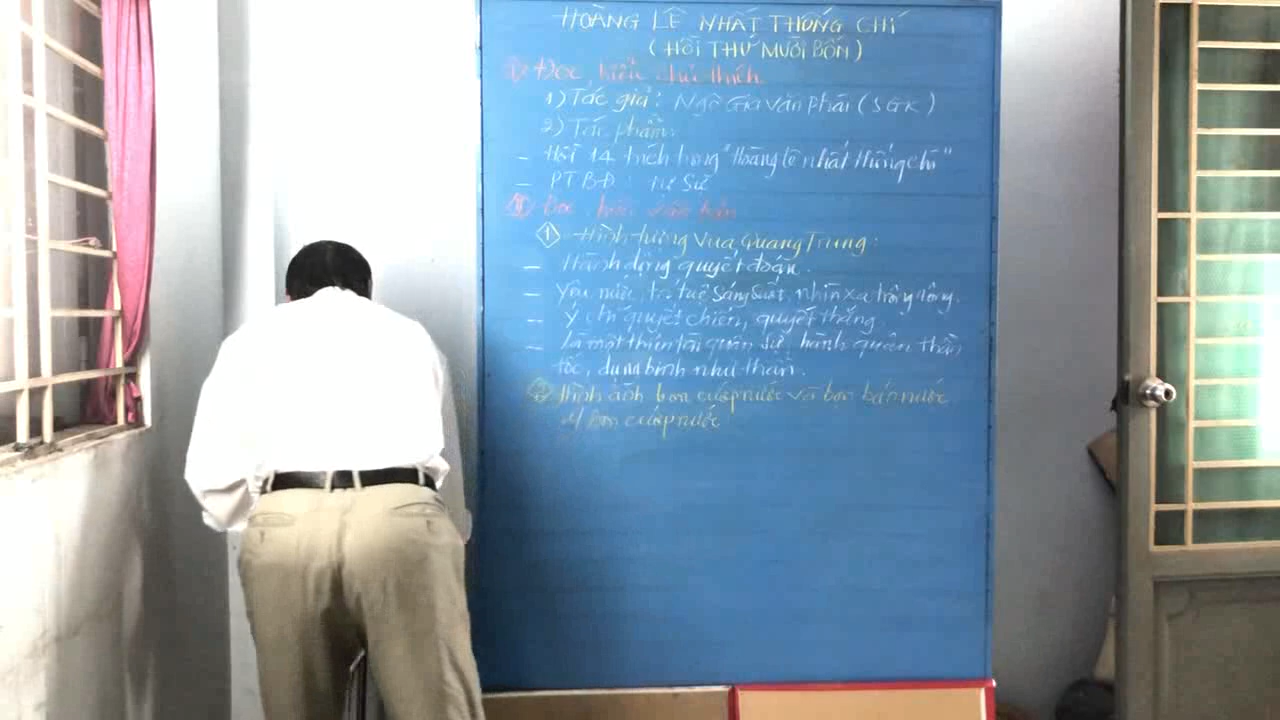 HOÀNG LÊ NHẤT THỐNG CHÍ
(HỒI THỨ MƯỜI BỐN)
I) Đọc, hiểu chú thích
1) Tác giả: Ngô Gia Văn Phái (SGK)
2) Tác phẩm:
- Hồi 14 trích trong "Hoàng lê nhất thống chí"
- PTBĐ: Tự Sự
II) Đọc, hiểu văn bản
1 Hình tượng Vua Quang Trung:
- Hành động quyết đoán.
- Yêu nước, trí tuệ Sáng Suốt, nhìn xa trông rộng.
- Ý chí quyết chiến, quyết thắng
- Là một thiên tài quân Sự, hành quân thần
tốc, dụng binh như thần.
2 Hình ảnh bọn cướp nước và bọn bán nước
a/ Bọn cướp nước